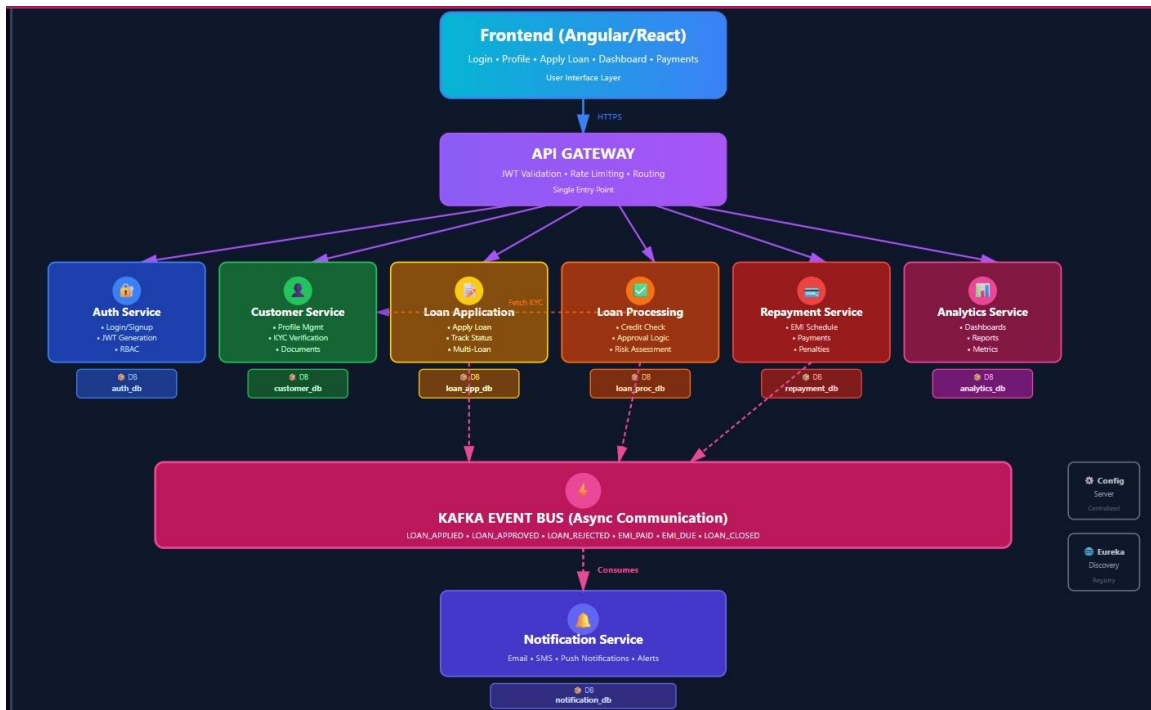 Frontend (Angular/React)
Login • Profile • Apply Loan • Dashboard • Payments
User Interface Layer
HTTPS
API GATEWAY
JWT Validation • Rate Limiting • Routing
Single Entry Point
Auth Service
• Login/Signup
• JWT Generation
• RBAC
DB
auth_db
Customer Service
• Profile Mgmt
• KYC Verification
• Documents
DB
customer_db
Loan Application
• Apply Loan
• Track Status
• Multi-Loan
DB
loan_app_db
Fetch KYC
Loan Processing
• Credit Check
• Approval Logic
• Risk Assessment
DB
loan_proc_db
Repayment Service
• EMI Schedule
• Payments
• Penalties
DB
repayment_db
Analytics Service
• Dashboards
• Reports
• Metrics
DB
analytics_db
KAFKA EVENT BUS (Async Communication)
LOAN_APPLIED • LOAN_APPROVED • LOAN_REJECTED • EMI_PAID • EMI_DUE • LOAN_CLOSED
Config
Server
Centralized
Eureka
Discovery
Registry
Consumes
Notification Service
Email • SMS • Push Notifications • Alerts
DB
notification_db